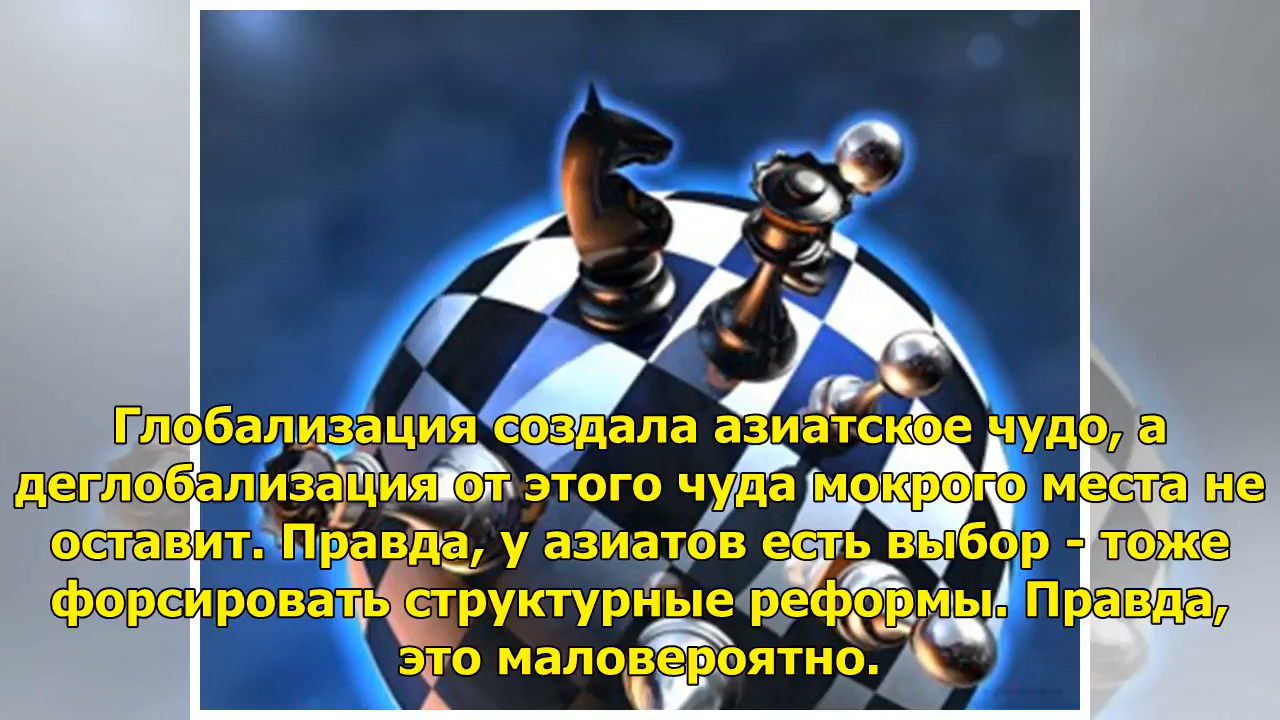 Глобализация создала азиатское чудо, а
деглобализация от этого чуда мокрого места не
оставит. Правда, у азиатов есть выбор - тоже
форсировать структурные реформы. Правда,
это маловероятно.